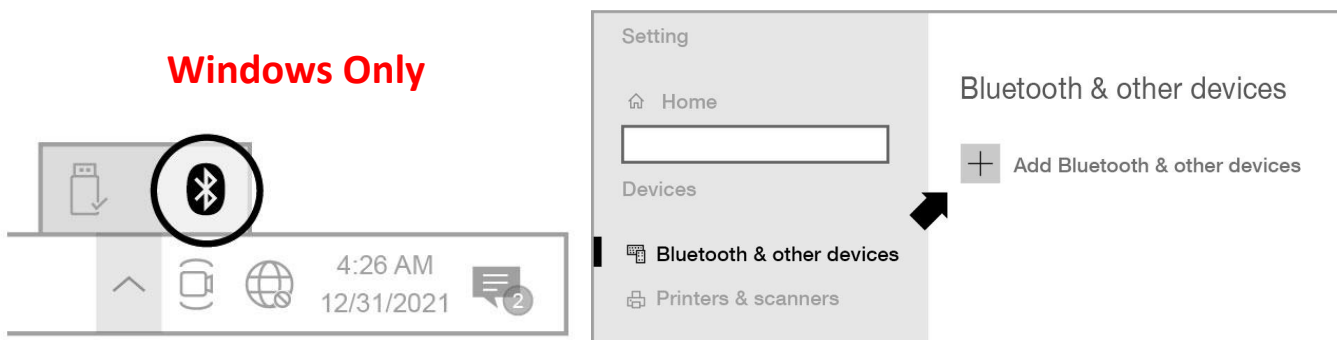 Windows Only
4:26 AM
12/31/2021
2
Setting
Home
Devices
Bluetooth & other devices
Printers & scanners
Bluetooth & other devices
Add Bluetooth & other devices